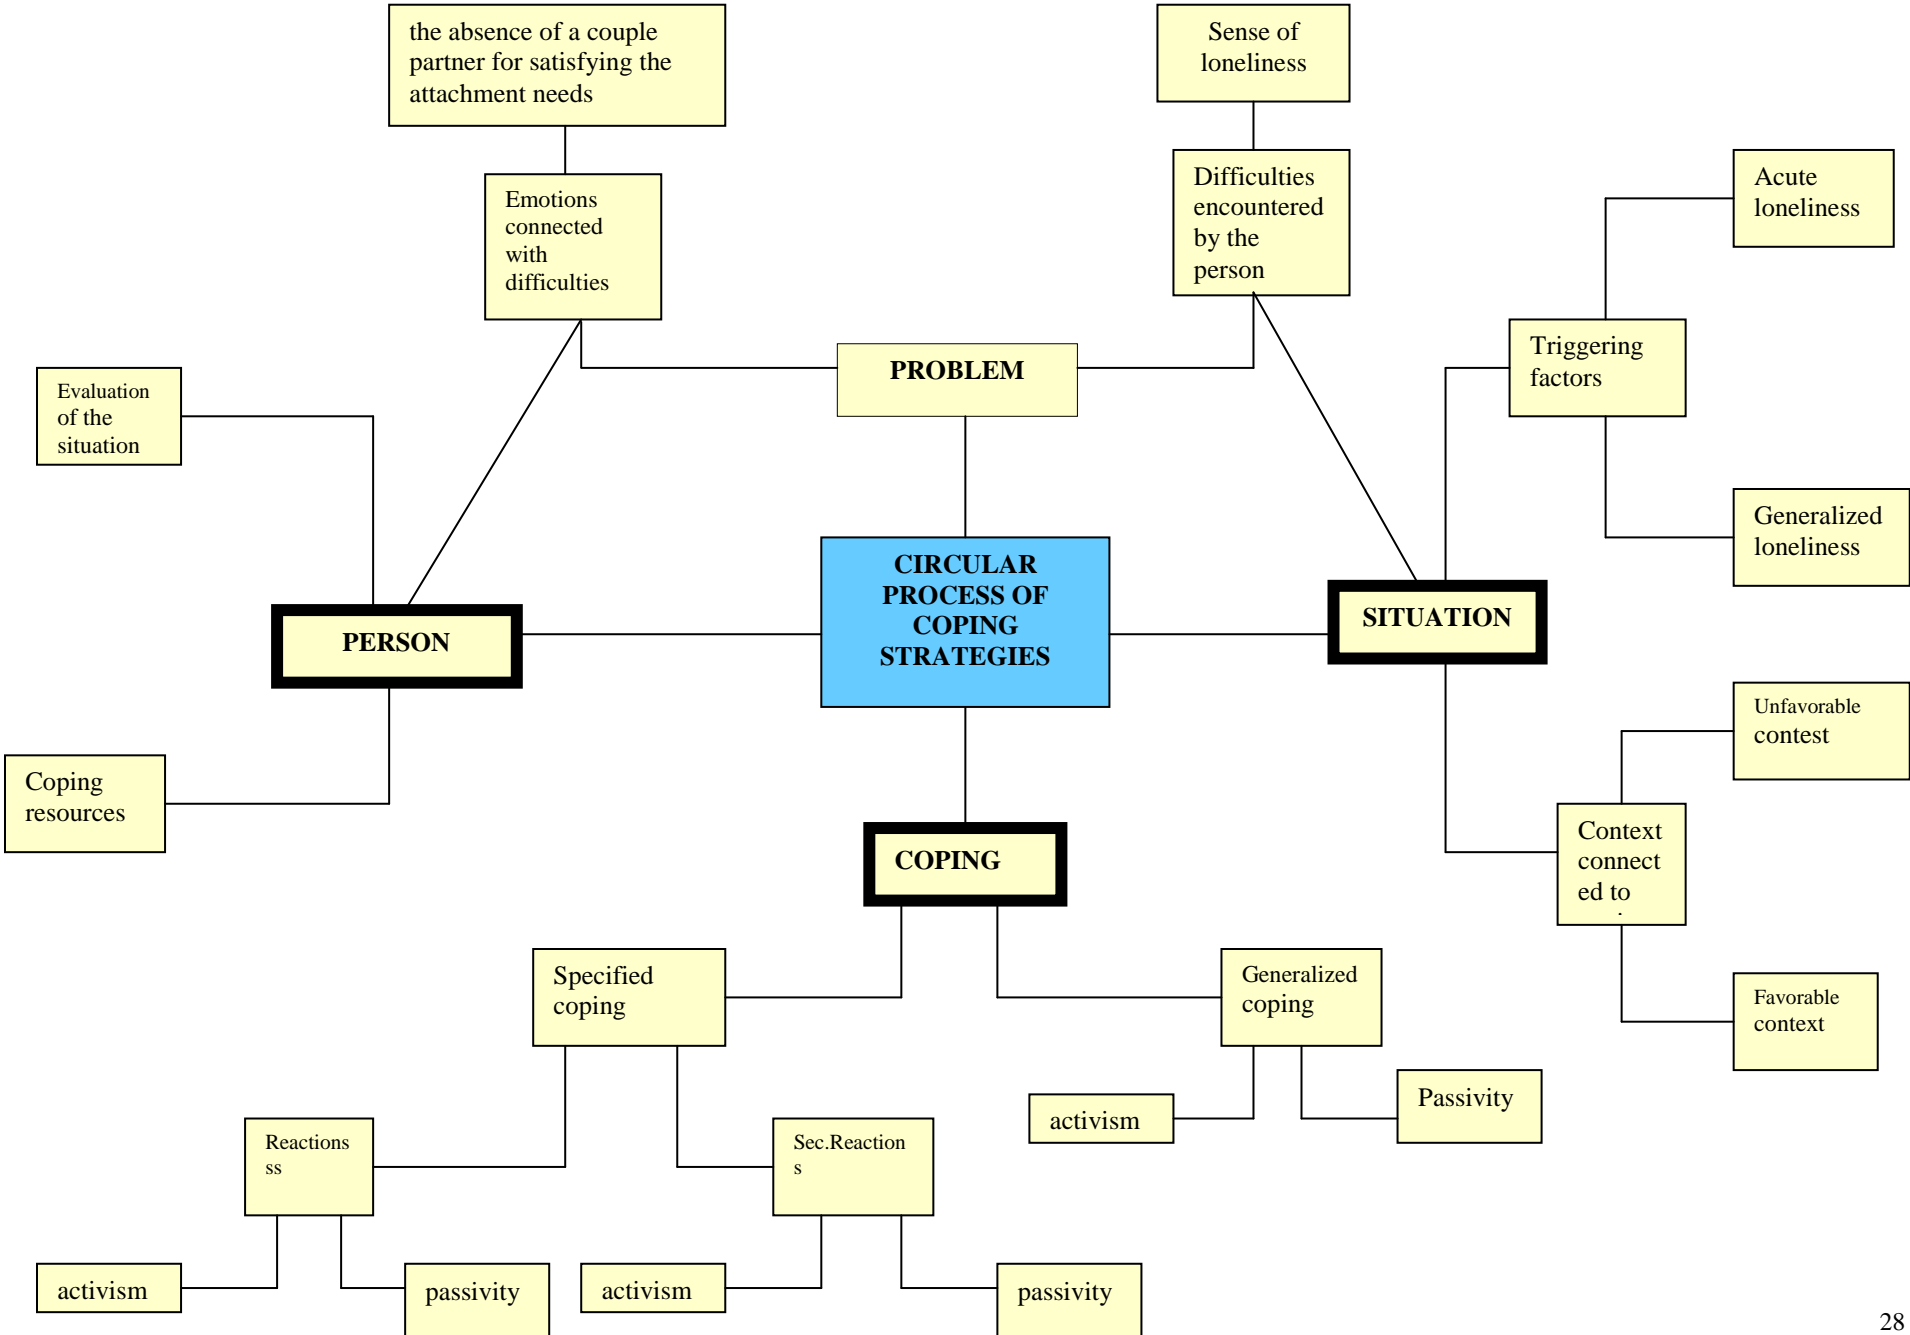 the absence of a couple
partner for satisfying the
attachment needs
Sense of
loneliness
Emotions
connected
with
difficulties
Difficulties
encountered
by the
person
Acute
loneliness
Triggering
factors
PROBLEM
Evaluation
of the
situation
Generalized
loneliness
CIRCULAR
PROCESS OF
COPING
STRATEGIES
PERSON
SITUATION
Unfavorable
contest
Coping
resources
Context
connect
ed to
COPING
Favorable
context
Specified
coping
Generalized
coping
activism
Passivity
Reactions
ss
Sec.Reaction
s
activism
passivity
activism
passivity
28